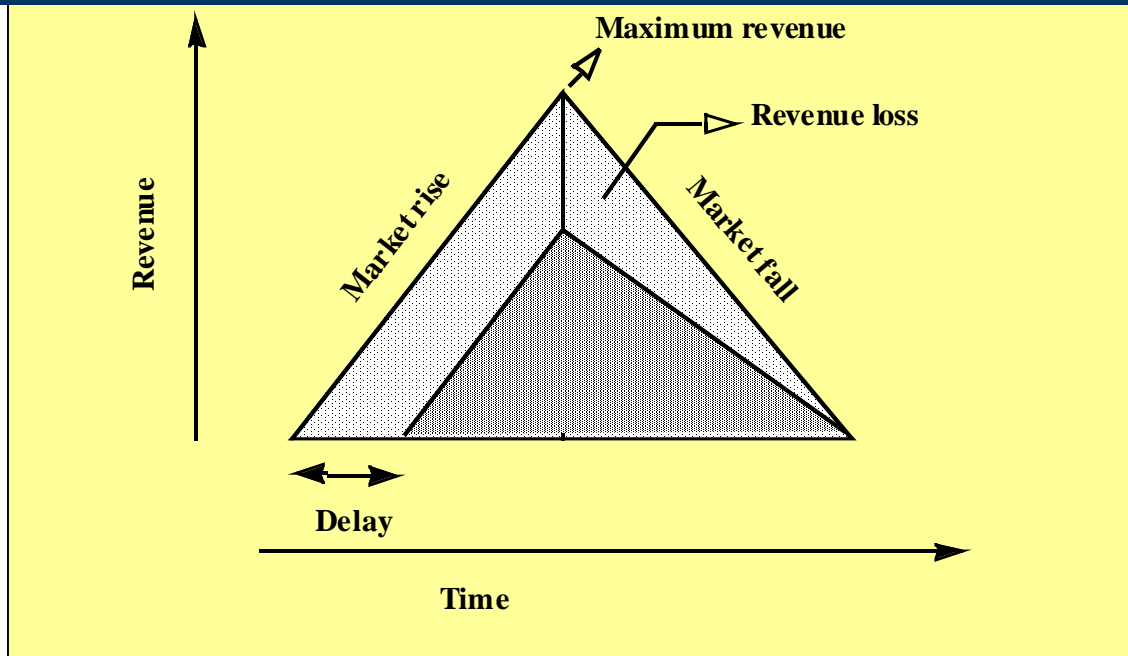 Maximum revenue
Revenue loss
Revenue
Market rise
Market fall
Delay
Time